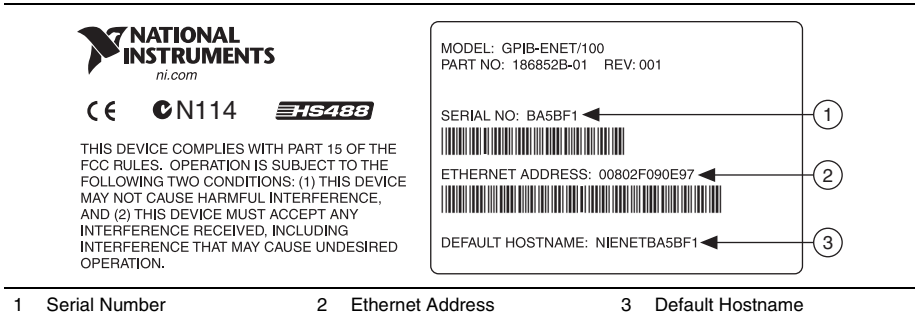 NATIONAL
INSTRUMENTS
ni.com
CE N114 HS488
THIS DEVICE COMPLIES WITH PART 15 OF THE
FCC RULES. OPERATION IS SUBJECT TO THE
FOLLOWING TWO CONDITIONS: (1) THIS DEVICE
MAY NOT CAUSE HARMFUL INTERFERENCE,
AND (2) THIS DEVICE MUST ACCEPT ANY
INTERFERENCE RECEIVED, INCLUDING
INTERFERENCE THAT MAY CAUSE UNDESIRED
OPERATION.
MODEL: GPIB-ENET/100
PART NO: 186852B-01 REV: 001
SERIAL NO: BA5BF1 1
ETHERNET ADDRESS: 00802F090E97 2
DEFAULT HOSTNAME: NIENETBA5BF1 3
1 Serial Number 2 Ethernet Address 3 Default Hostname